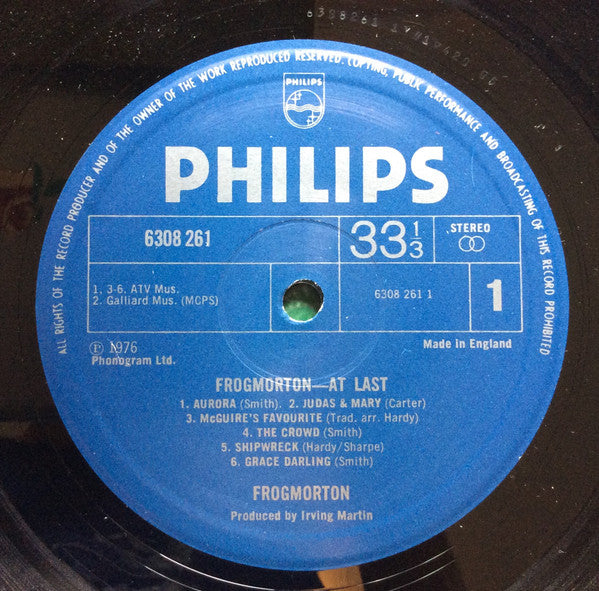 ALL RIGHTS OF THE RECORD PRODUCER AND OF THE OWNER OF THE WORK REPRODUCED RESERVED. COPYING, PUBLIC PERFORMANCE AND BROADCASTING OF THIS RECORD PROHIBITED
PHILIPS
PHILIPS
6308 261
33 1/3
STEREO
1. 3-6. ATV Mus.
2. Galliard Mus. (MCPS)
6308 261 1
1
Ⓟ 1976
Phonogram Ltd.
Made in England
FROGMORTON—AT LAST
1. AURORA (Smith). 2. JUDAS & MARY (Carter)
3. McGUIRE'S FAVOURITE (Trad. arr. Hardy)
4. THE CROWD (Smith)
5. SHIPWRECK (Hardy/Sharpe)
6. GRACE DARLING (Smith)
FROGMORTON
Produced by Irving Martin